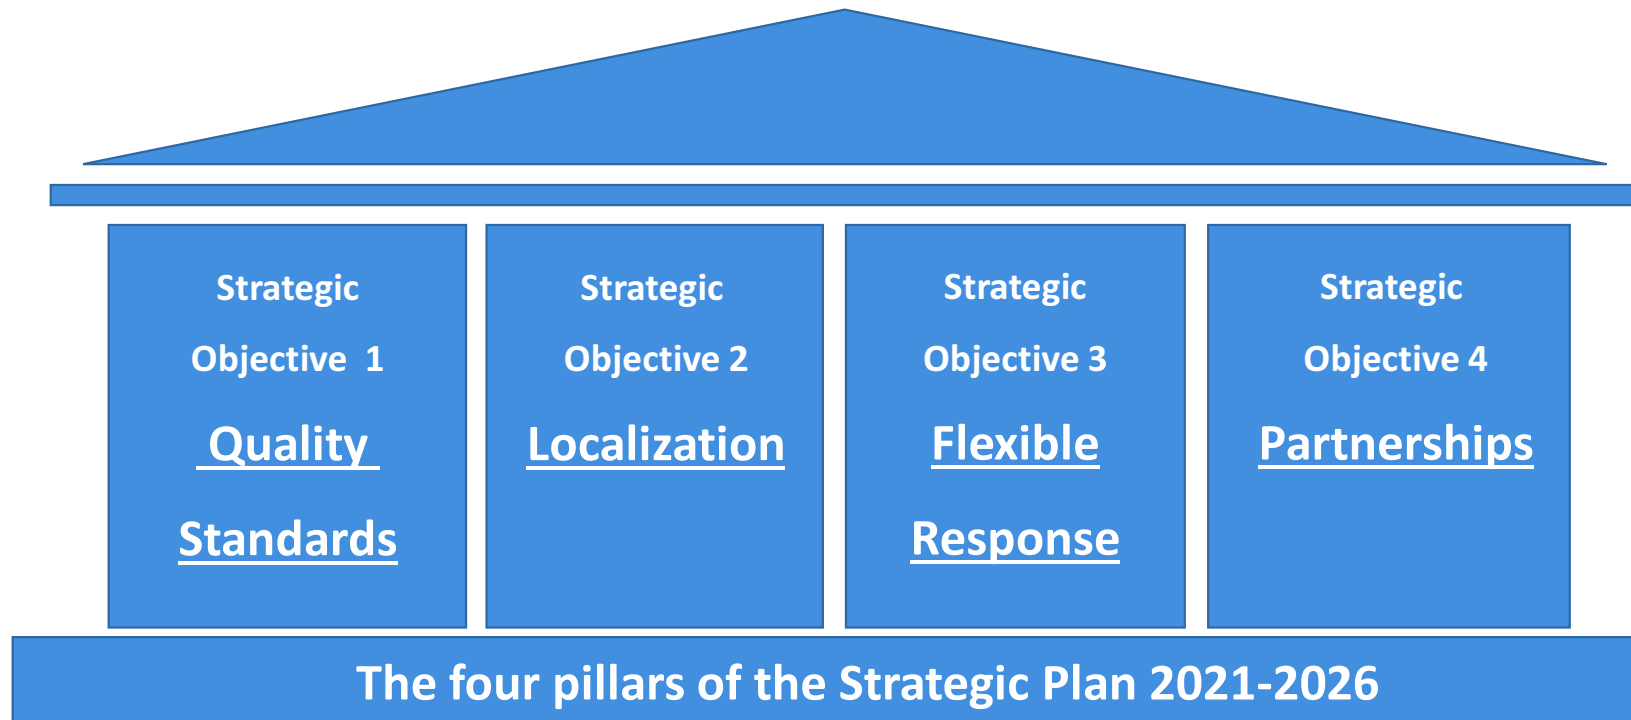 Strategic
Objective  1
Quality
Standards
Strategic
Objective 2
Localization
Strategic
Objective 3
Flexible
Response
Strategic
Objective 4
Partnerships
The four pillars of the Strategic Plan 2021-2026